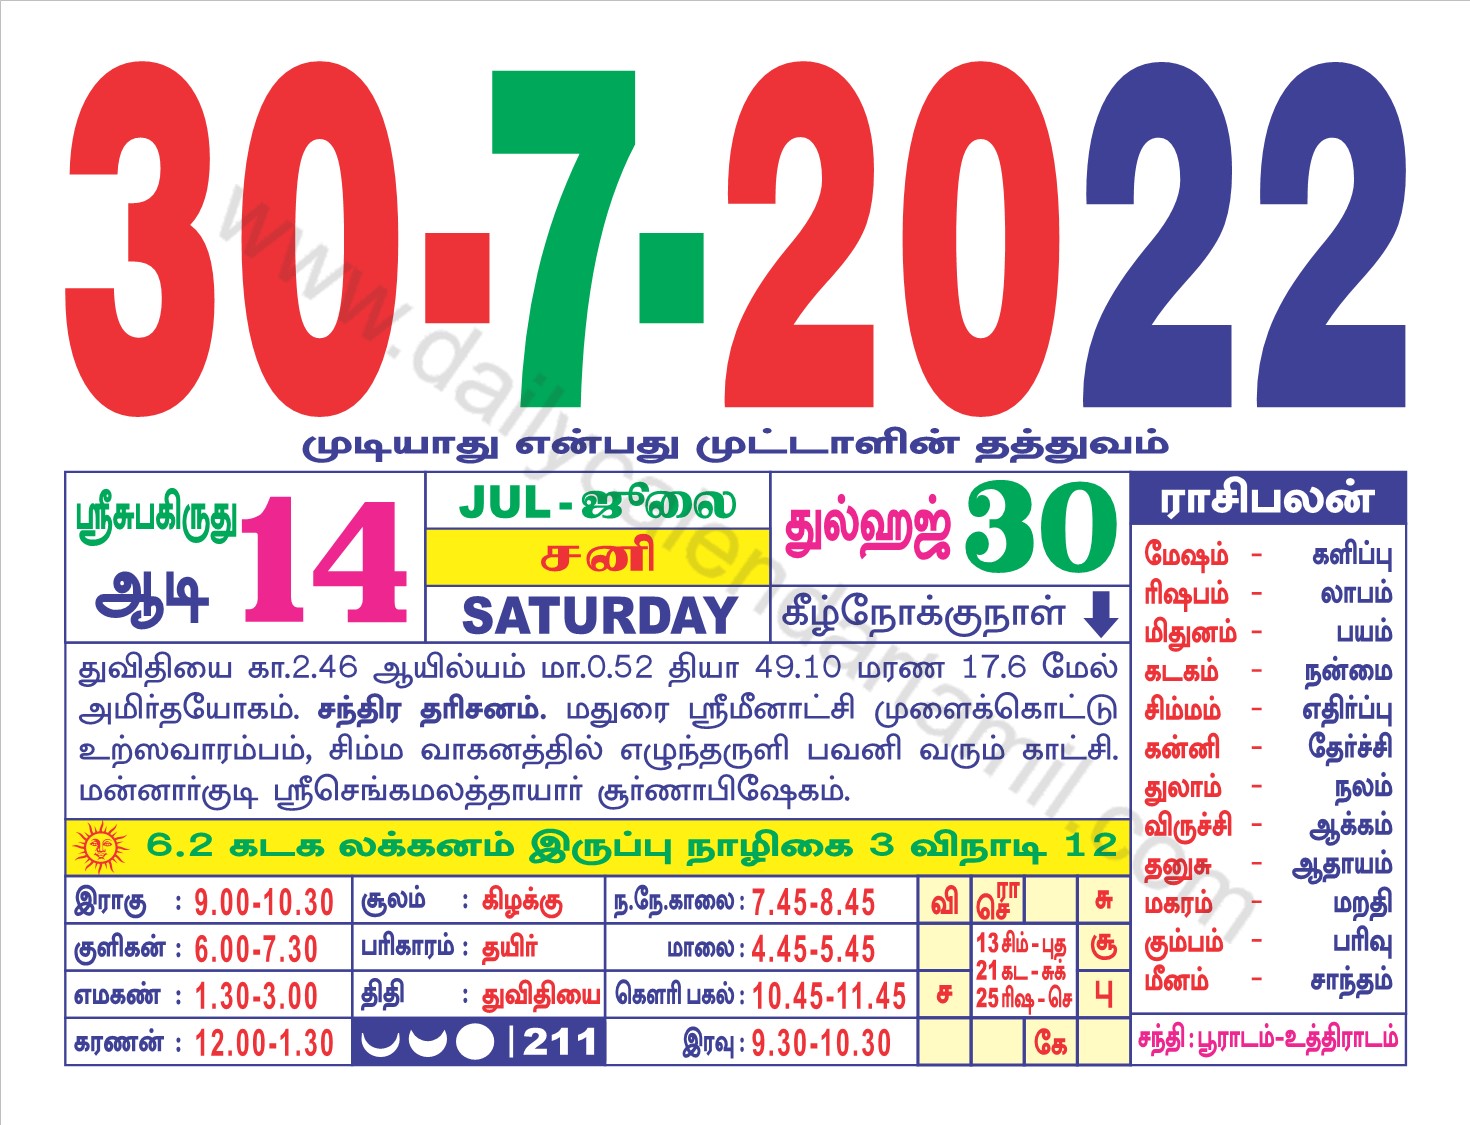 30-7-2022
முடியாது என்பது முட்டாளின் தத்துவம்
ஸ்ரீசுபகிருது
ஆடி 14
JUL - ஜூலை
சனி
SATURDAY
துல்ஹஜ் 30
கீழ்நோக்குநாள்
துவிதியை கா.2.46 ஆயில்யம் மா.0.52 தியா 49.10 மரண 17.6 மேல்
அமிர்தயோகம். சந்திர தரிசனம். மதுரை ஸ்ரீமீனாட்சி முளைக்கொட்டு
உற்ஸவாரம்பம், சிம்ம வாகனத்தில் எழுந்தருளி பவனி வரும் காட்சி.
மன்னார்குடி ஸ்ரீசெங்கமலத்தாயார் சூர்ணாபிஷேகம்.
6.2 கடக லக்கனம் இருப்பு நாழிகை 3 விநாடி 12
இராகு : 9.00-10.30
குளிகன் : 6.00-7.30
எமகண் : 1.30-3.00
கரணன் : 12.00-1.30
சூலம் : கிழக்கு
பரிகாரம் : தயிர்
திதி : துவிதியை
211
ந.நே.காலை : 7.45-8.45
மாலை : 4.45-5.45
கௌரி பகல் : 10.45-11.45
இரவு : 9.30-10.30
வி
ரா
செ
சு
சூ
13 சிம் - புத
21 கட - சுக்
25 ரிஷ - செ
ச
பு
கே
ராசிபலன்
மேஷம் - களிப்பு
ரிஷபம் - லாபம்
மிதுனம் - பயம்
கடகம் - நன்மை
சிம்மம் - எதிர்ப்பு
கன்னி - தேர்ச்சி
துலாம் - நலம்
விருச்சி - ஆக்கம்
தனுசு - ஆதாயம்
மகரம் - மறதி
கும்பம் - பரிவு
மீனம் - சாந்தம்
சந்தி : பூராடம்-உத்திராடம்
www.dailycalendartamil.com